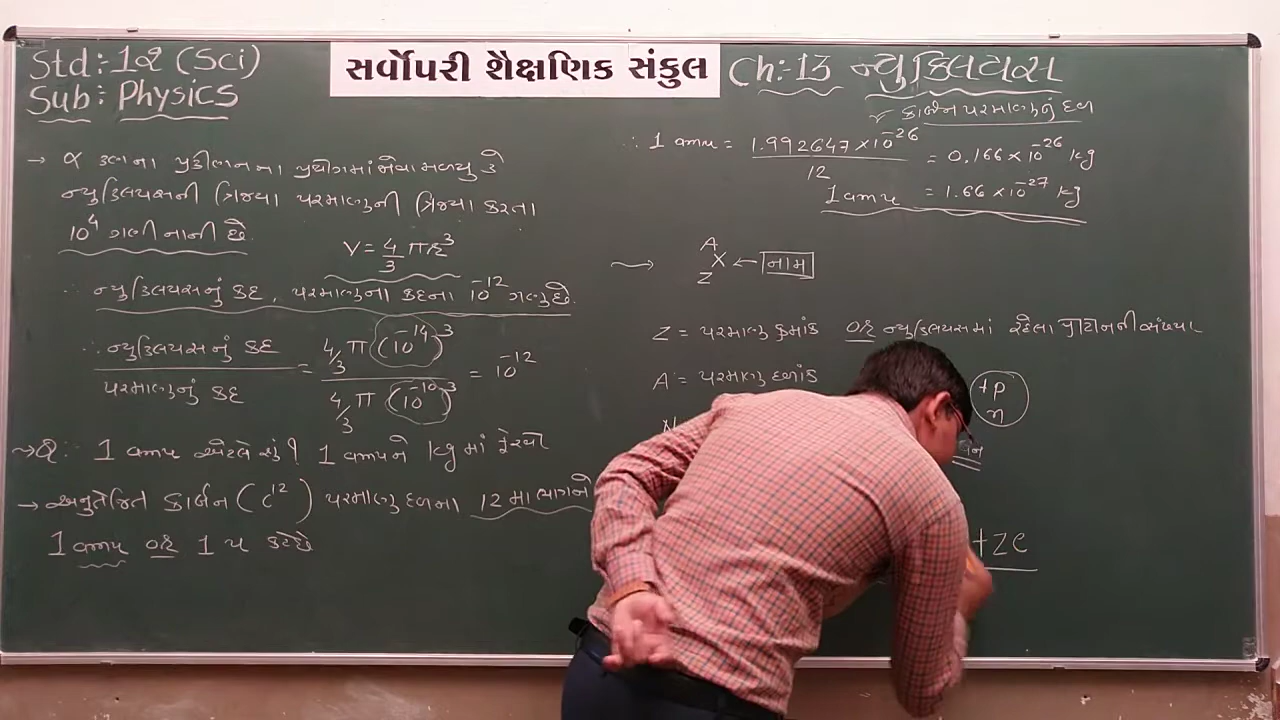 Std:- 12 (Sci)
Sub: Physics
સર્વોપરી શૈક્ષણિક સંકુલ
Ch:-13 ન્યુક્લિયસ
→ α કણના પ્રકીર્ણનના પ્રયોગમાં જોવા મળ્યુ કે
ન્યુક્લિયસની ત્રિજ્યા પરમાણુની ત્રિજ્યા કરતા
10⁴ ગણી નાની છે.
V = 4/3 πr³
∴ ન્યુક્લિયસનું કદ, પરમાણુના કદના 10⁻¹² ગણુ છે.
∴ ન્યુક્લિયસનું કદ / પરમાણુનું કદ = 4/3 π (10⁻¹⁴)³ / 4/3 π (10⁻¹⁰)³ = 10⁻¹²
→ Q:- 1 amu એટલે શું? 1 amu ને kg માં ફેરવો
→ અનુત્તેજિત કાર્બન (C¹²) પરમાણુ દળના 12 મા ભાગને
1 amu OR 1 u કહે છે
કાર્બન પરમાણુનું દળ
∴ 1 amu = 1.992647 × 10⁻²⁶ / 12 = 0.166 × 10⁻²⁶ kg
1 amu = 1.66 × 10⁻²⁷ kg
A
X ← નામ
Z
Z = પરમાણુ ક્રમાંક OR ન્યુક્લિયસમાં રહેલા પ્રોટોનની સંખ્યા
A = પરમાણુ દળાંક
+p
n
N
+ze